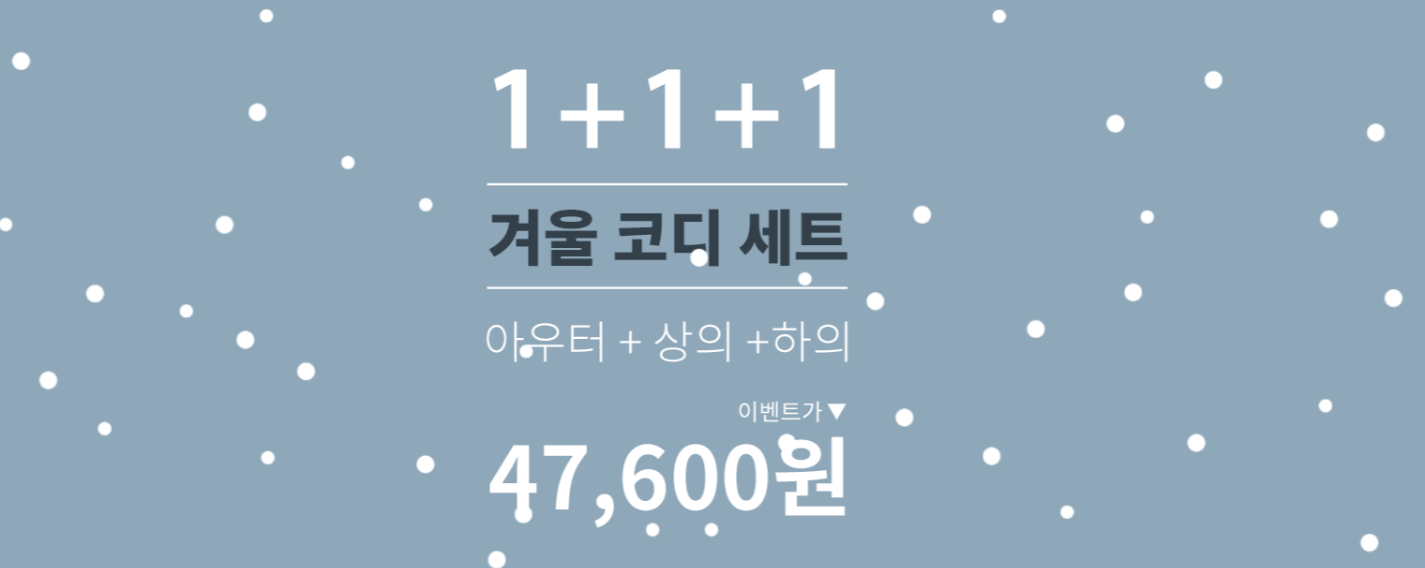 1+1+1
겨울 코디 세트
아우터 + 상의 +하의
이벤트가▼
47,600원